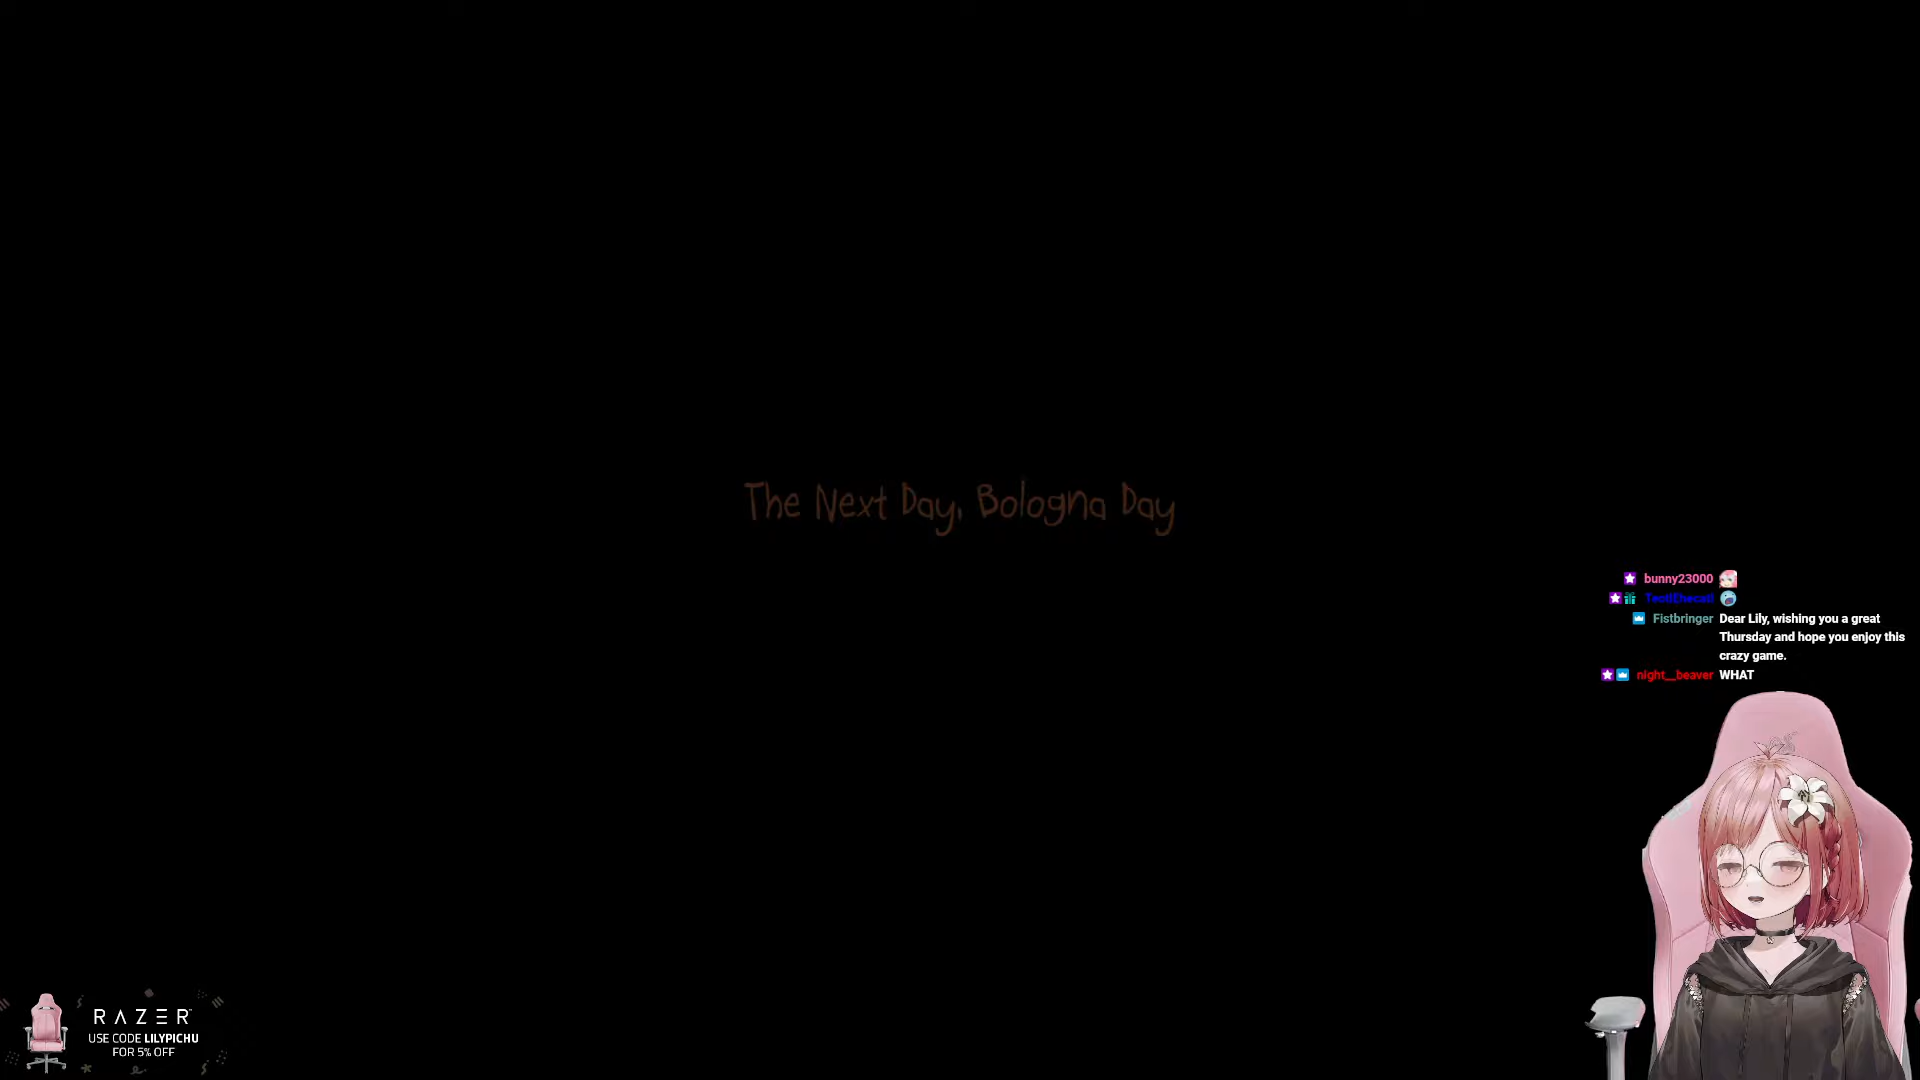 The Next Day, Bologna Day
bunny23000
Fistbringer Dear Lily, wishing you a great
Thursday and hope you enjoy this
crazy game.
night__beaver WHAT
RAZER
USE CODE LILYPICHU
FOR 5% OFF